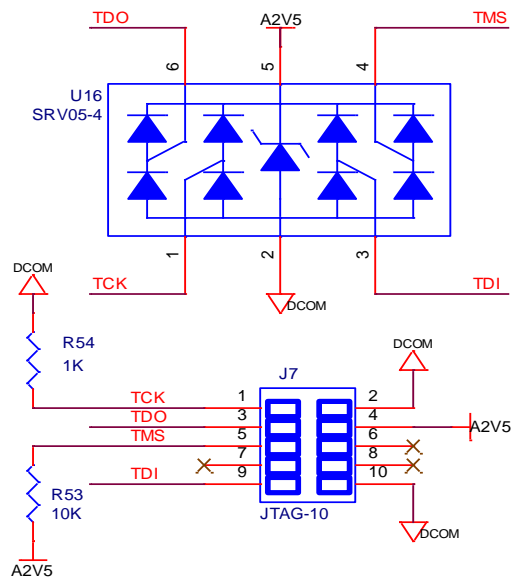 TDO
A2V5
TMS
6
5
4
U16
SRV05-4
1
2
3
TCK
DCOM
TDI
DCOM
R54
1K
DCOM
J7
TCK
1
2
TDO
3
4
A2V5
TMS
5
6
7
8
TDI
9
10
R53
10K
JTAG-10
DCOM
A2V5